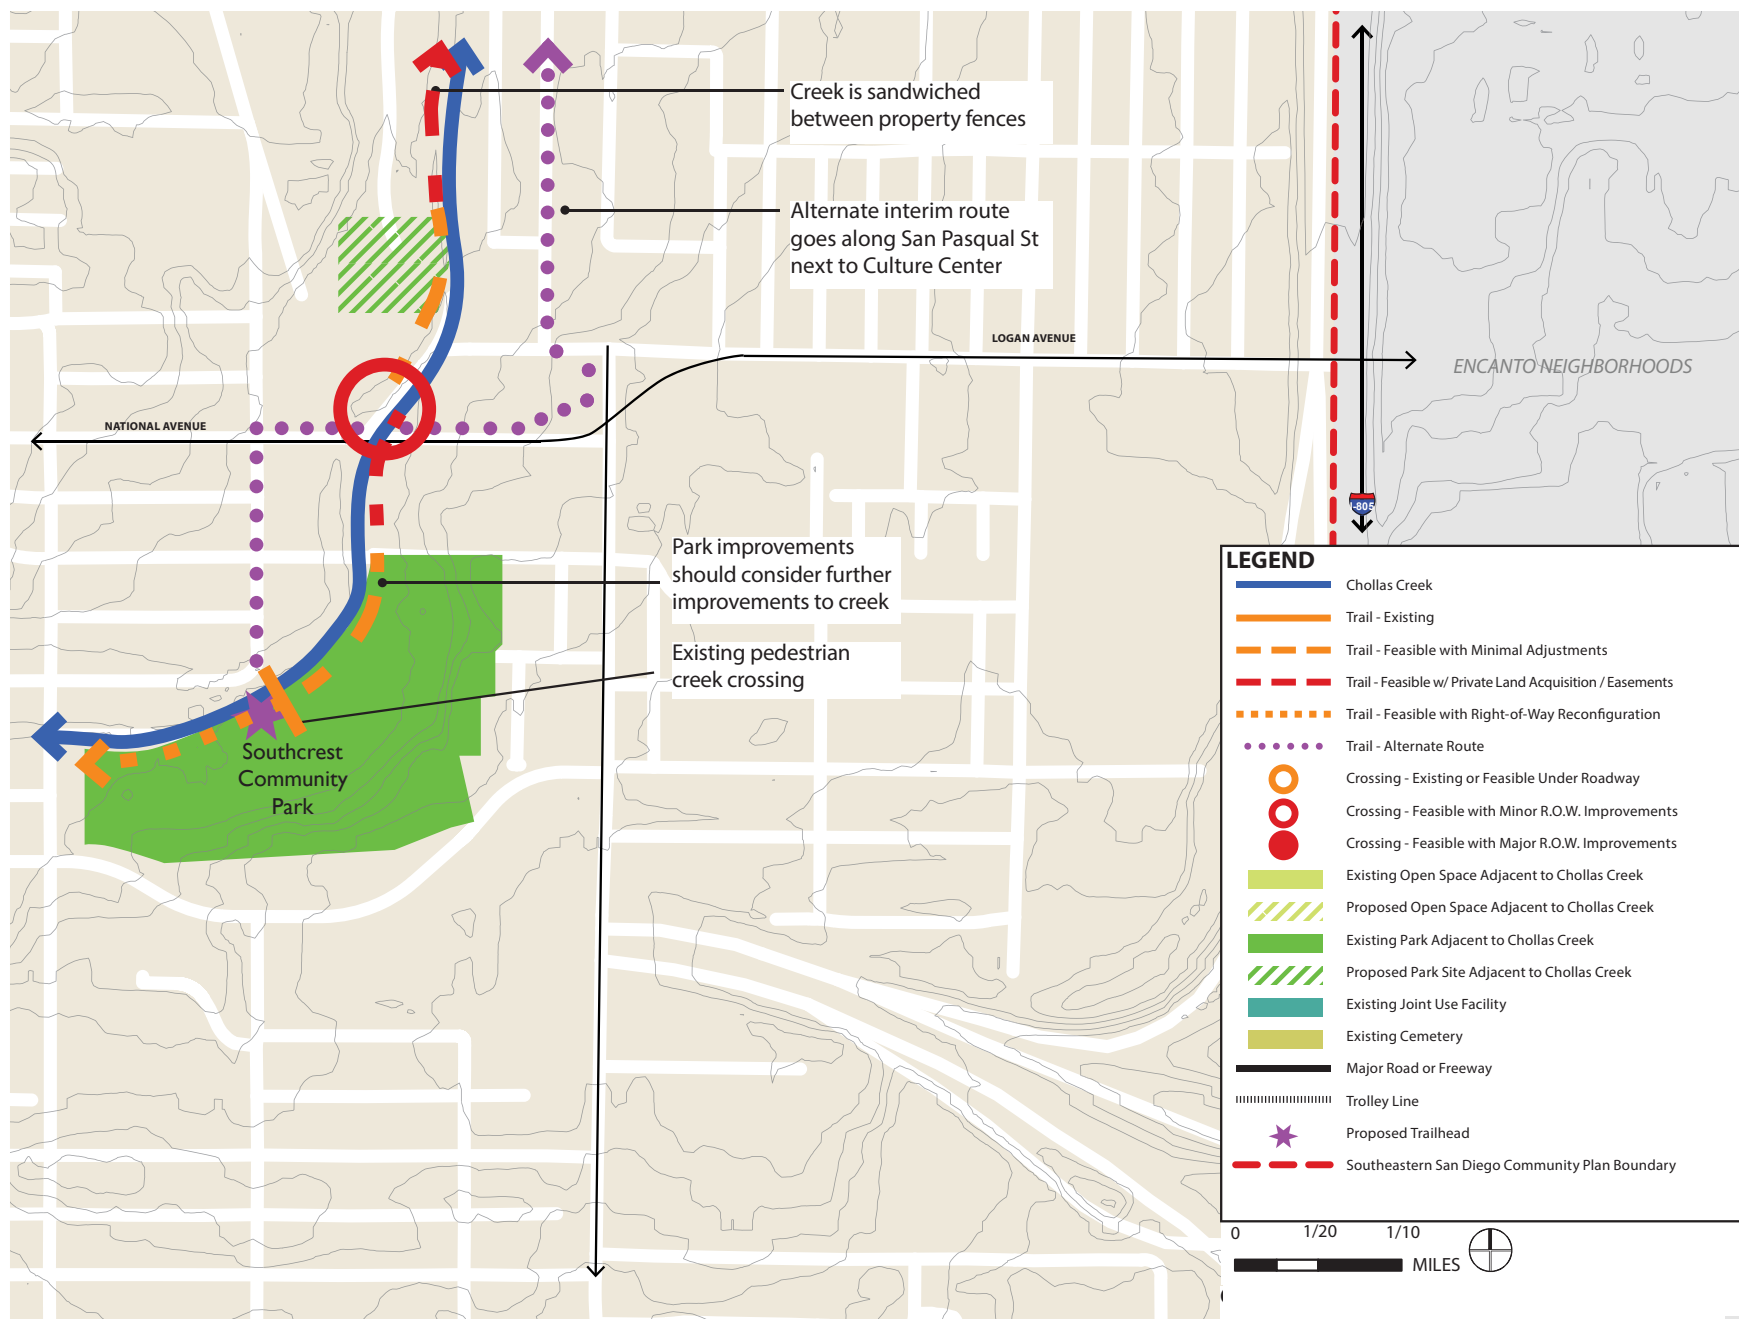 Creek is sandwiched
between property fences
Alternate interim route
goes along San Pasqual St
next to Culture Center
LOGAN AVENUE
ENCANTO NEIGHBORHOODS
NATIONAL AVENUE
I-805
Park improvements
should consider further
improvements to creek
Existing pedestrian
creek crossing
Southcrest
Community
Park
LEGEND
Chollas Creek
Trail - Existing
Trail - Feasible with Minimal Adjustments
Trail - Feasible w/ Private Land Acquisition / Easements
Trail - Feasible with Right-of-Way Reconfiguration
Trail - Alternate Route
Crossing - Existing or Feasible Under Roadway
Crossing - Feasible with Minor R.O.W. Improvements
Crossing - Feasible with Major R.O.W. Improvements
Existing Open Space Adjacent to Chollas Creek
Proposed Open Space Adjacent to Chollas Creek
Existing Park Adjacent to Chollas Creek
Proposed Park Site Adjacent to Chollas Creek
Existing Joint Use Facility
Existing Cemetery
Major Road or Freeway
Trolley Line
Proposed Trailhead
Southeastern San Diego Community Plan Boundary
0 1/20 1/10
MILES